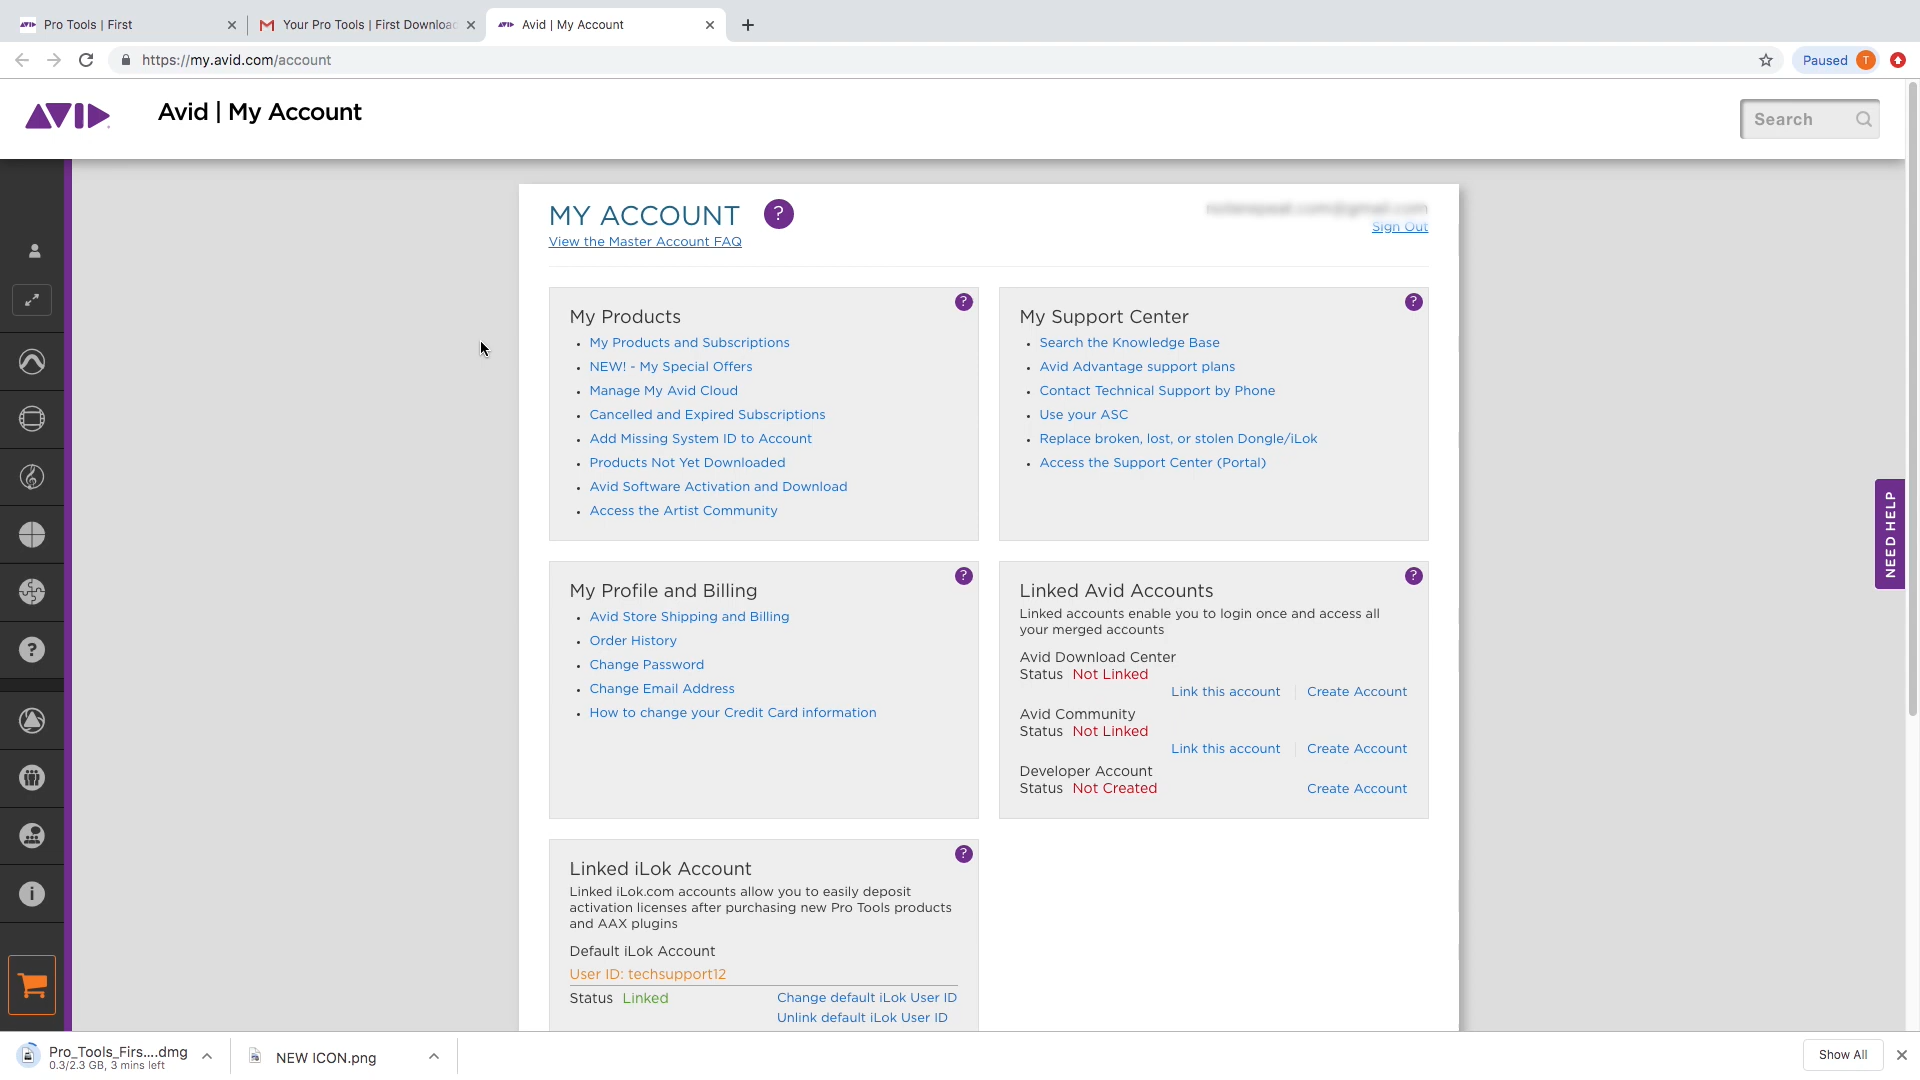 Pro Tools | First
Your Pro Tools | First Downloa
Avid | My Account
https://my.avid.com/account
Paused
T
AVID
Avid | My Account
Search
MY ACCOUNT ?
View the Master Account FAQ
Sign Out
My Products
?
My Products and Subscriptions
NEW! - My Special Offers
Manage My Avid Cloud
Cancelled and Expired Subscriptions
Add Missing System ID to Account
Products Not Yet Downloaded
Avid Software Activation and Download
Access the Artist Community
My Support Center
?
Search the Knowledge Base
Avid Advantage support plans
Contact Technical Support by Phone
Use your ASC
Replace broken, lost, or stolen Dongle/iLok
Access the Support Center (Portal)
NEED HELP
My Profile and Billing
?
Avid Store Shipping and Billing
Order History
Change Password
Change Email Address
How to change your Credit Card information
Linked Avid Accounts
?
Linked accounts enable you to login once and access all
your merged accounts
Avid Download Center
Status Not Linked
Link this account Create Account
Avid Community
Status Not Linked
Link this account Create Account
Developer Account
Status Not Created
Create Account
Linked iLok Account
?
Linked iLok.com accounts allow you to easily deposit
activation licenses after purchasing new Pro Tools products
and AAX plugins
Default iLok Account
User ID: techsupport12
Status Linked
Change default iLok User ID
Unlink default iLok User ID
Pro_Tools_Firs....dmg
0.3/2.3 GB, 3 mins left
NEW ICON.png
Show All